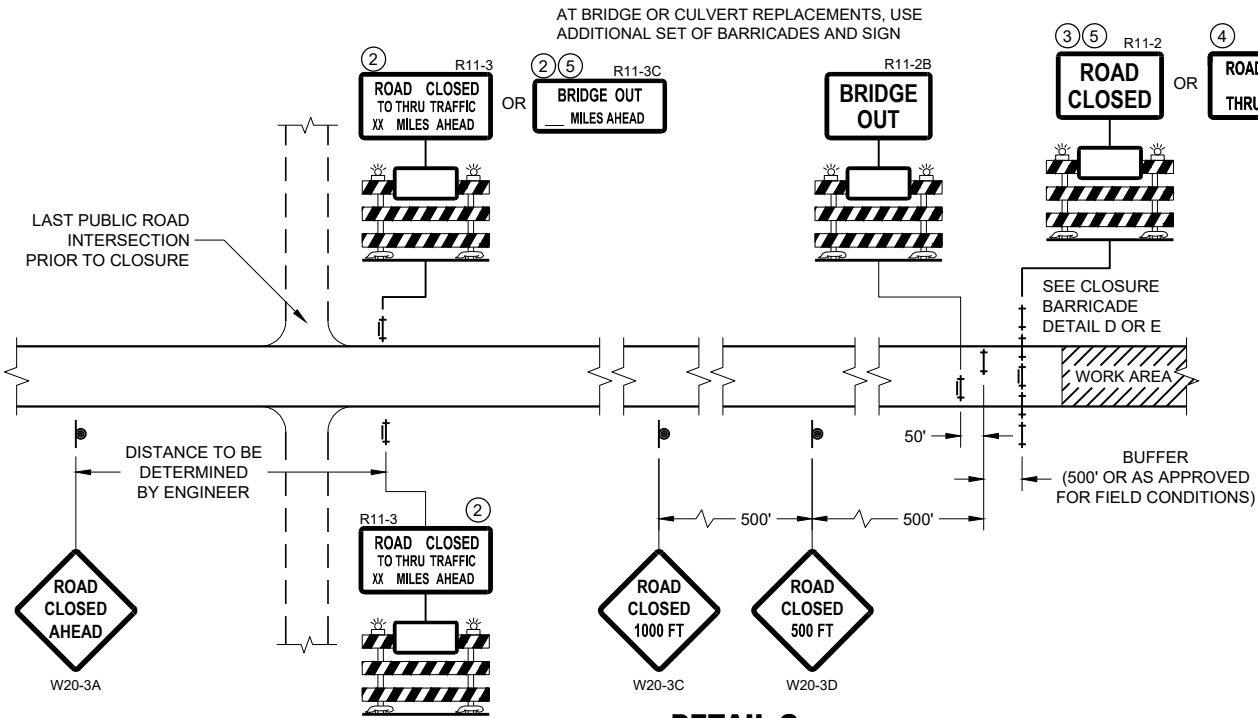 AT BRIDGE OR CULVERT REPLACEMENTS, USE
ADDITIONAL SET OF BARRICADES AND SIGN
2
R11-3
ROAD CLOSED
TO THRU TRAFFIC
XX MILES AHEAD
OR
2 5
R11-3C
BRIDGE OUT
___ MILES AHEAD
R11-2B
BRIDGE
OUT
3 5
R11-2
ROAD
CLOSED
OR
4
ROAD
THRU
LAST PUBLIC ROAD
INTERSECTION
PRIOR TO CLOSURE
SEE CLOSURE
BARRICADE
DETAIL D OR E
WORK AREA
DISTANCE TO BE
DETERMINED
BY ENGINEER
50'
BUFFER
(500' OR AS APPROVED
FOR FIELD CONDITIONS)
500'
500'
R11-3
2
ROAD CLOSED
TO THRU TRAFFIC
XX MILES AHEAD
ROAD
CLOSED
AHEAD
W20-3A
ROAD
CLOSED
1000 FT
W20-3C
ROAD
CLOSED
500 FT
W20-3D